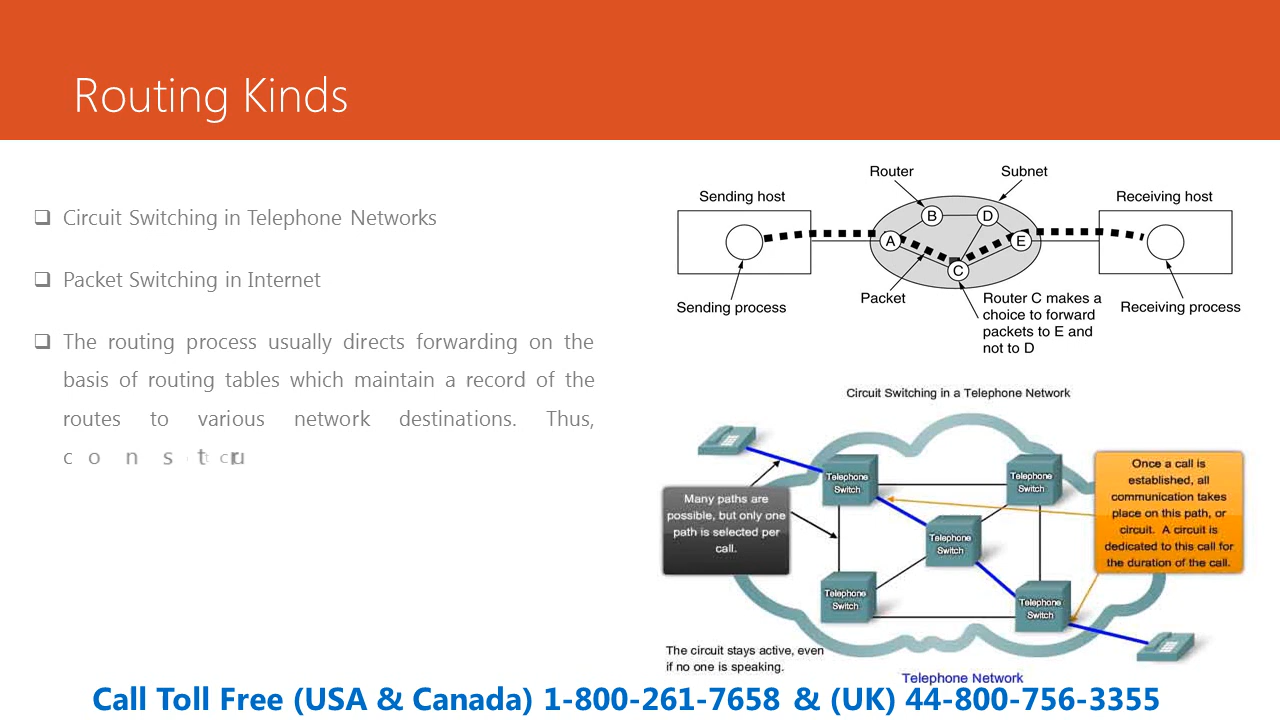 Routing Kinds
Circuit Switching in Telephone Networks
Packet Switching in Internet
The routing process usually directs forwarding on the
basis of routing tables which maintain a record of the
routes to various network destinations. Thus,
Router
Subnet
Sending host
Receiving host
B
D
A
E
C
Packet
Sending process
Router C makes a
choice to forward
packets to E and
not to D
Receiving process
Circuit Switching in a Telephone Network
Telephone
Switch
Telephone
Switch
Many paths are
possible, but only one
path is selected per
call.
Once a call is
established, all
communication takes
place on this path, or
circuit. A circuit is
dedicated to this call for
the duration of the call.
Telephone
Switch
Telephone
Switch
Telephone
Switch
The circuit stays active, even
if no one is speaking.
Telephone Network
Call Toll Free (USA & Canada) 1-800-261-7658 & (UK) 44-800-756-3355